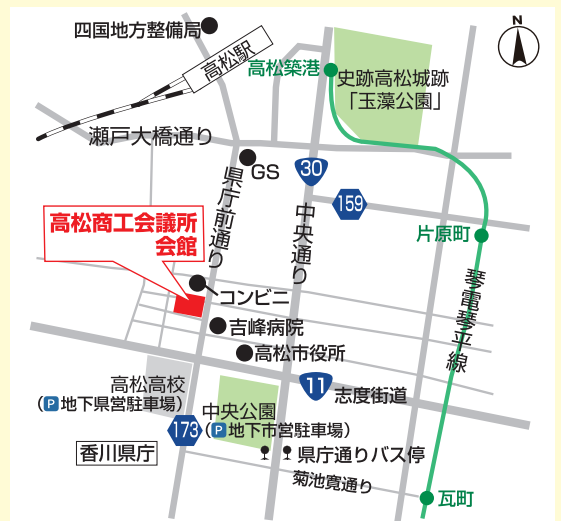 四国地方整備局
N
高松駅
高松築港
史跡高松城跡
「玉藻公園」
瀬戸大橋通り
GS
30
県庁前通り
159
中央通り
高松商工会議所
会館
片原町
コンビニ
琴電琴平線
吉峰病院
高松市役所
高松高校
(P地下県営駐車場)
11
志度街道
中央公園
(P地下市営駐車場)
173
香川県庁
県庁通りバス停
菊池寛通り
瓦町